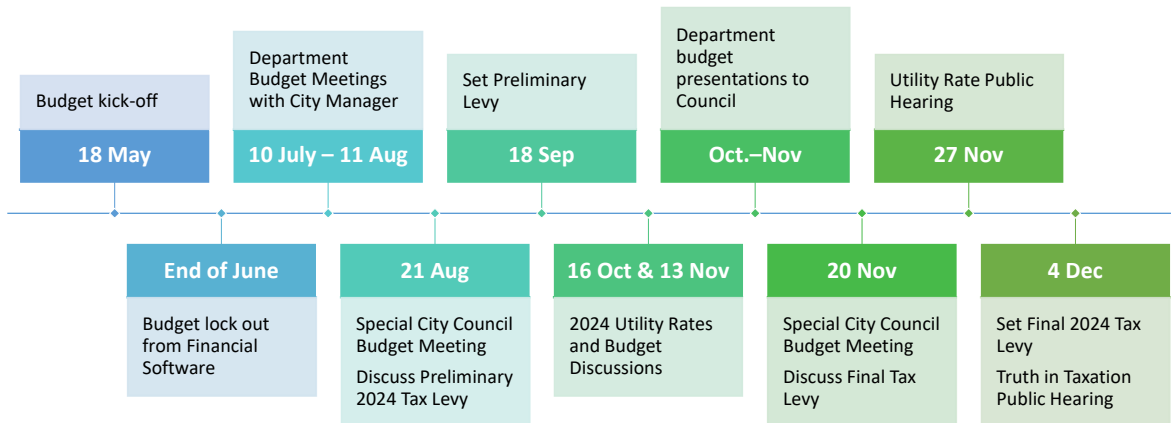 Budget kick-off
18 May
Department
Budget Meetings
with City Manager
10 July – 11 Aug
Set Preliminary
Levy
18 Sep
Department
budget
presentations to
Council
Oct.–Nov
Utility Rate Public
Hearing
27 Nov
End of June
Budget lock out
from Financial
Software
21 Aug
Special City Council
Budget Meeting
Discuss Preliminary
2024 Tax Levy
16 Oct & 13 Nov
2024 Utility Rates
and Budget
Discussions
20 Nov
Special City Council
Budget Meeting
Discuss Final Tax
Levy
4 Dec
Set Final 2024 Tax
Levy
Truth in Taxation
Public Hearing